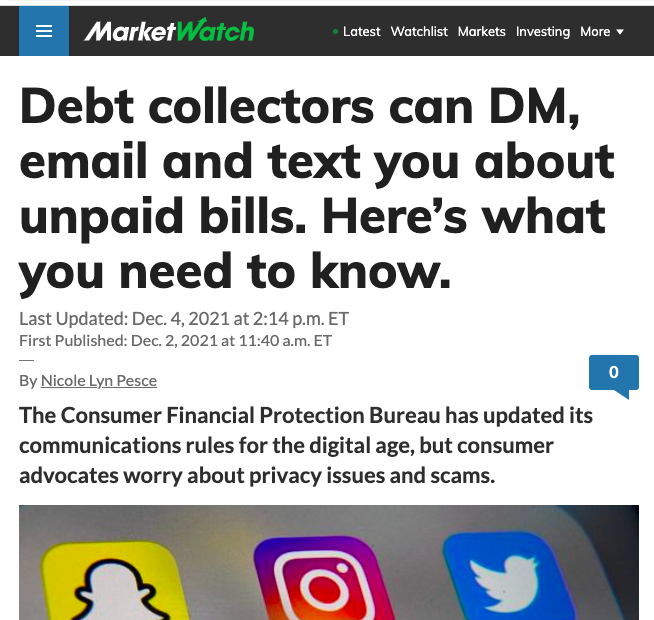 MarketWatch
Latest Watchlist Markets Investing More
Debt collectors can DM,
email and text you about
unpaid bills. Here’s what
you need to know.
Last Updated: Dec. 4, 2021 at 2:14 p.m. ET
First Published: Dec. 2, 2021 at 11:40 a.m. ET
By Nicole Lyn Pesce
0
The Consumer Financial Protection Bureau has updated its
communications rules for the digital age, but consumer
advocates worry about privacy issues and scams.